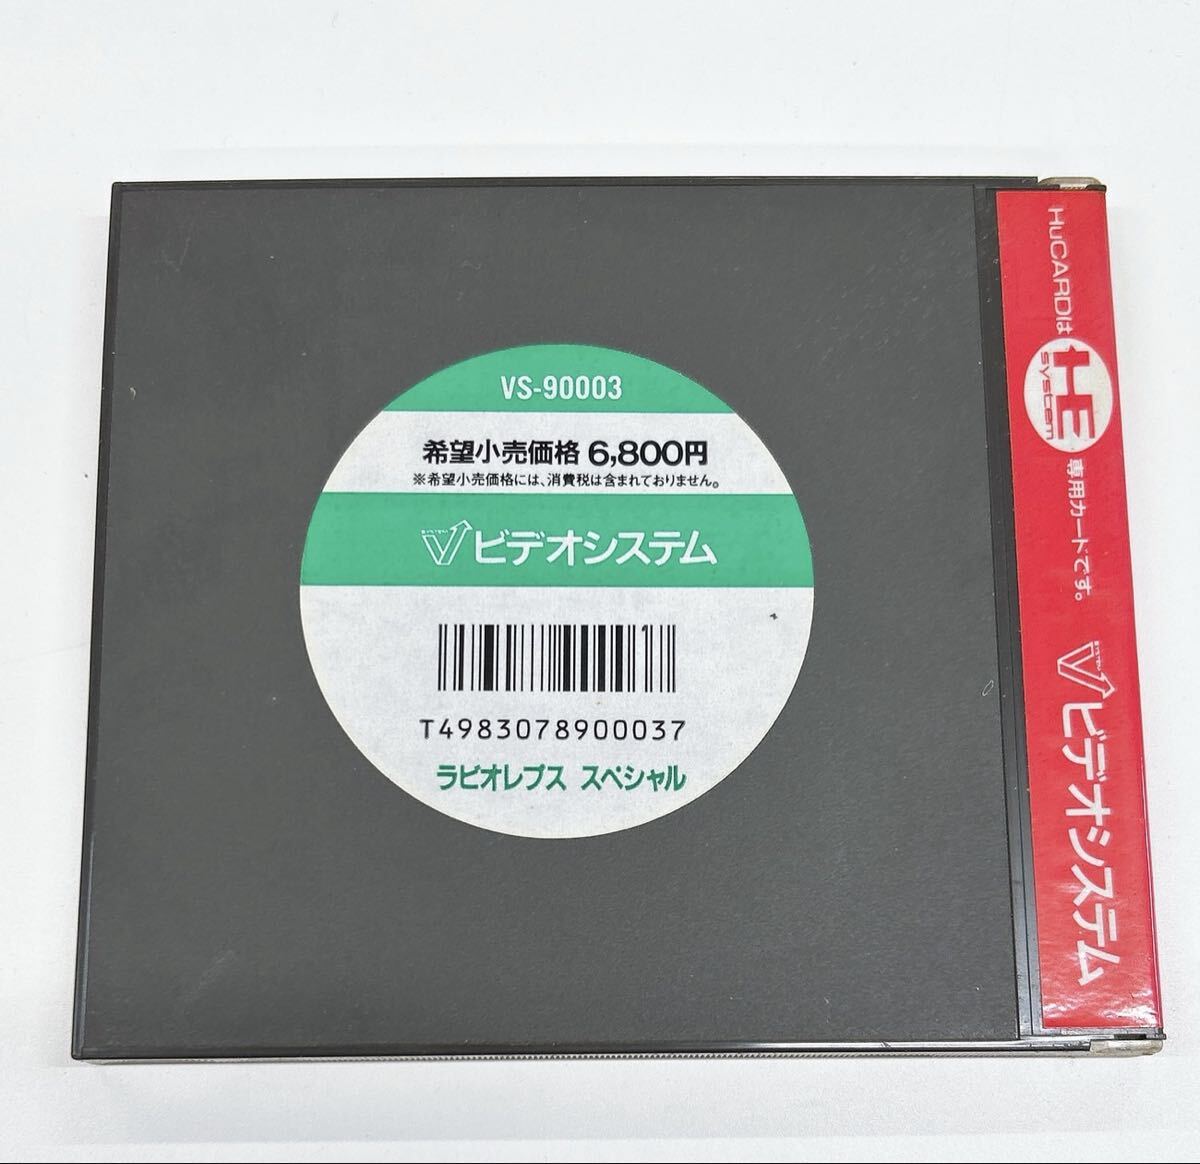 VS-90003
希望小売価格 6,800円
※希望小売価格には、消費税は含まれておりません。
ビデオシステム
T4983078900037
ラビオレプス スペシャル
HuCARDは HE system 専用カードです。
ビデオシステム